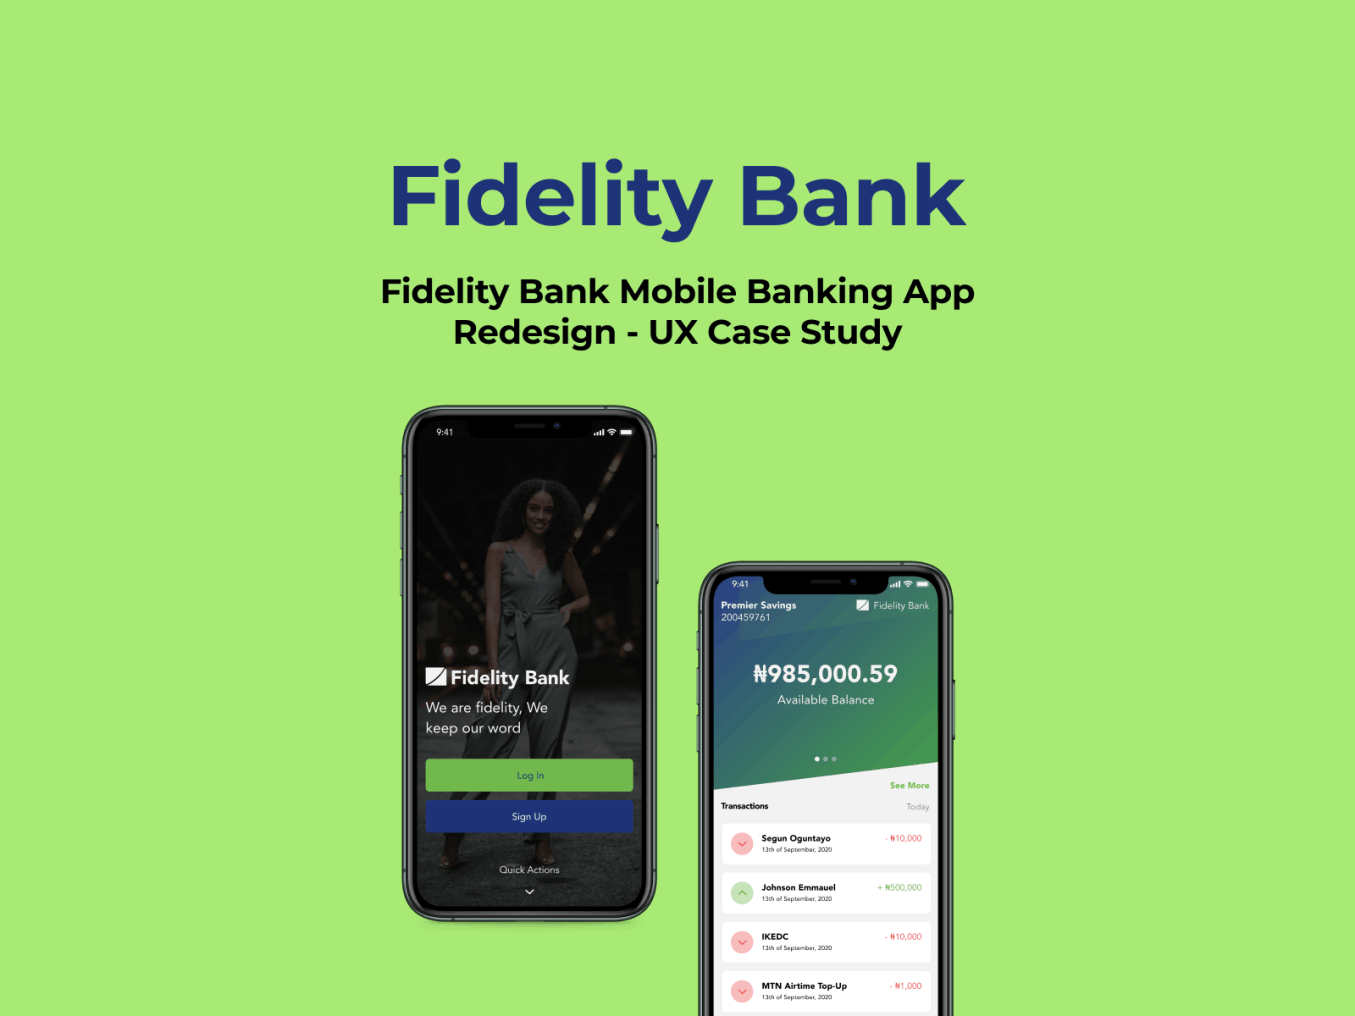 Fidelity Bank
Fidelity Bank Mobile Banking App
Redesign - UX Case Study
9:41
Fidelity Bank
We are fidelity, We
keep our word
Log In
Sign Up
Quick Actions
9:41
Premier Savings
Fidelity Bank
200459761
₦985,000.59
Available Balance
See More
Transactions
Today
Segun Oguntayo
- ₦10,000
13th of September, 2020
Johnson Emmauel
+ ₦500,000
13th of September, 2020
IKEDC
- ₦10,000
13th of September, 2020
MTN Airtime Top-Up
- ₦1,000
13th of September, 2020